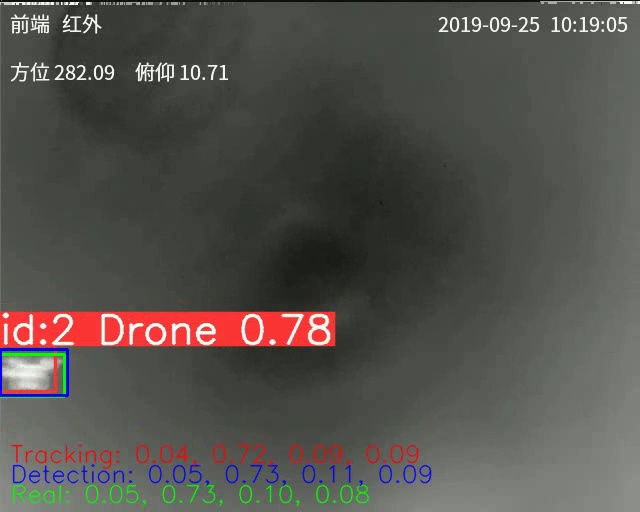 前端 红外 2019-09-25 10:19:05
方位 282.09 俯仰 10.71
id:2 Drone 0.78
Tracking: 0.04, 0.72, 0.09, 0.09
Detection: 0.05, 0.73, 0.11, 0.09
Real: 0.05, 0.73, 0.10, 0.08